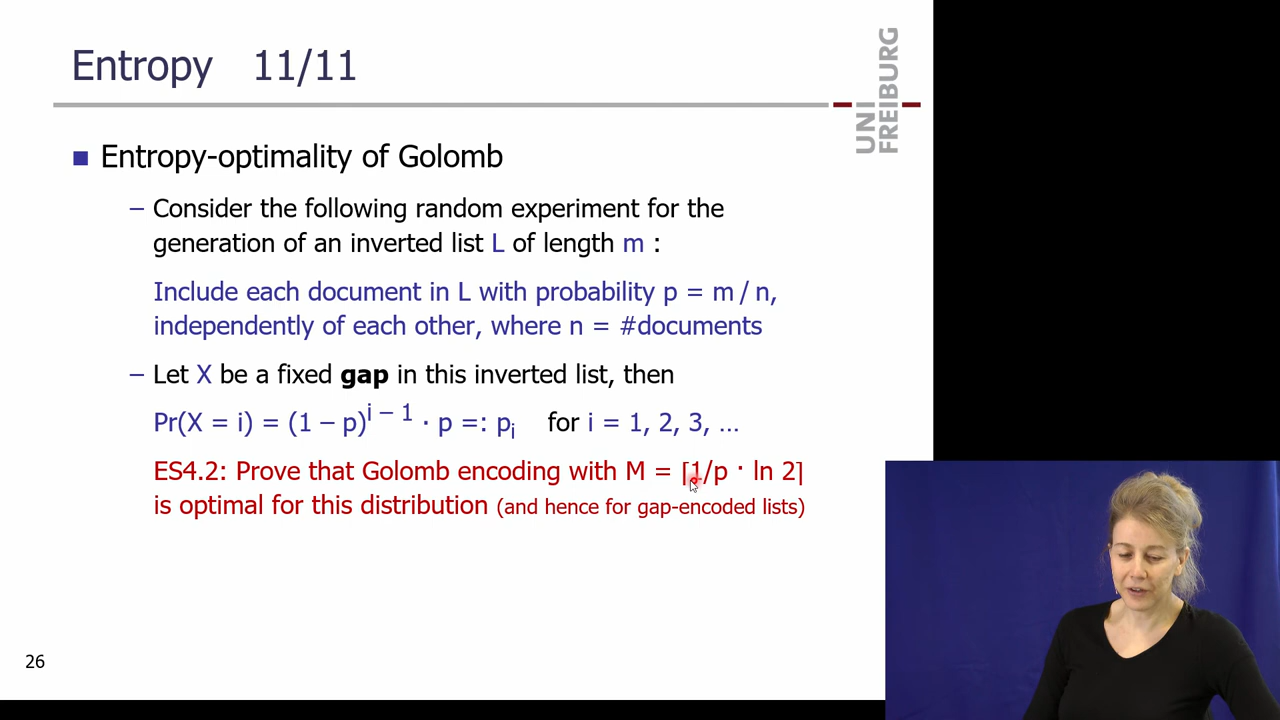 Entropy 11/11
UNI
FREIBURG
■ Entropy-optimality of Golomb
– Consider the following random experiment for the
generation of an inverted list L of length m :
Include each document in L with probability p = m / n,
independently of each other, where n = #documents
– Let X be a fixed gap in this inverted list, then
Pr(X = i) = (1 – p)^{i – 1} · p =: p_i for i = 1, 2, 3, …
ES4.2: Prove that Golomb encoding with M = ⌈1/p · ln 2⌉
is optimal for this distribution (and hence for gap-encoded lists)
26